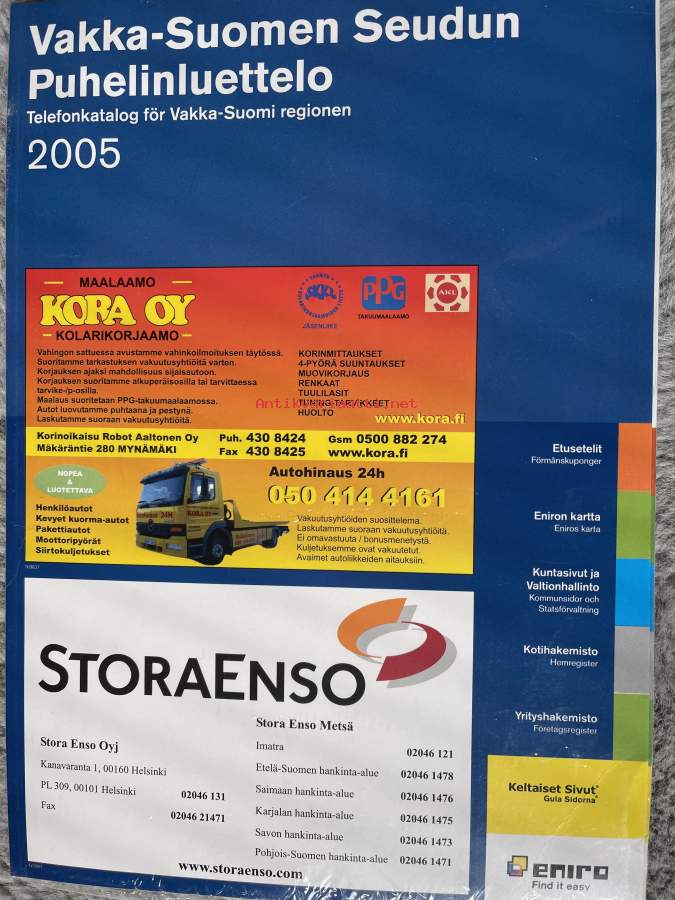 Vakka-Suomen Seudun
Puhelinluettelo
Telefonkatalog för Vakka-Suomi regionen
2005
MAALAAMO
KORA OY
KOLARIKORJAAMO
JÄSENLIIKE
PPG
TAKUUMAALAAMO
AKL
Vahingon sattuessa avustamme vahinkoilmoituksen täytössä.
Suoritamme tarkastuksen vakuutusyhtiöitä varten.
Korjauksen ajaksi mahdollisuus sijaisautoon.
Korjauksen suoritamme alkuperäisosilla tai tarvittaessa
tarvike-/p-osilla.
Maalaus suoritetaan PPG-takuumaalaamossa.
Autot luovutamme puhtaana ja pestynä.
Laskutamme suoraan vakuutusyhtiöitä.
KORINMITTAUKSET
4-PYÖRÄ SUUNTAUKSET
MUOVIKORJAUS
RENKAAT
TUULILASIT
TUNING-TARVIKKEET
HUOLTO
www.kora.fi
Korinoikaisu Robot Aaltonen Oy
Mäkäräntie 280 MYNÄMÄKI
Puh. 430 8424
Fax 430 8425
Gsm 0500 882 274
www.kora.fi
NOPEA
&
LUOTETTAVA
Autohinaus 24h
050 414 4161
Henkilöautot
Kevyet kuorma-autot
Pakettiautot
Moottoripyörät
Siirtokuljetukset
Vakuutusyhtiöiden suosittelema.
Laskutamme suoraan vakuutusyhtiöitä.
Ei omavastuuta / bonusmenetystä.
Kuljetuksemme ovat vakuutetut.
Avaimet autoliikkeiden aitauksiin.
STORAENSO
Stora Enso Oyj
Kanavaranta 1, 00160 Helsinki
PL 309, 00101 Helsinki
02046 131
Fax
02046 21471
Stora Enso Metsä
Imatra 02046 121
Etelä-Suomen hankinta-alue 02046 1478
Saimaan hankinta-alue 02046 1476
Karjalan hankinta-alue 02046 1475
Savon hankinta-alue 02046 1473
Pohjois-Suomen hankinta-alue 02046 1471
www.storaenso.com
Etusetelit
Förmånskuponger
Eniron kartta
Eniros karta
Kuntasivut ja
Valtionhallinto
Kommunsidor och
Statsförvaltning
Kotihakemisto
Hemregister
Yrityshakemisto
Företagsregister
Keltaiset Sivut
Gula Sidorna
eniro
Find it easy